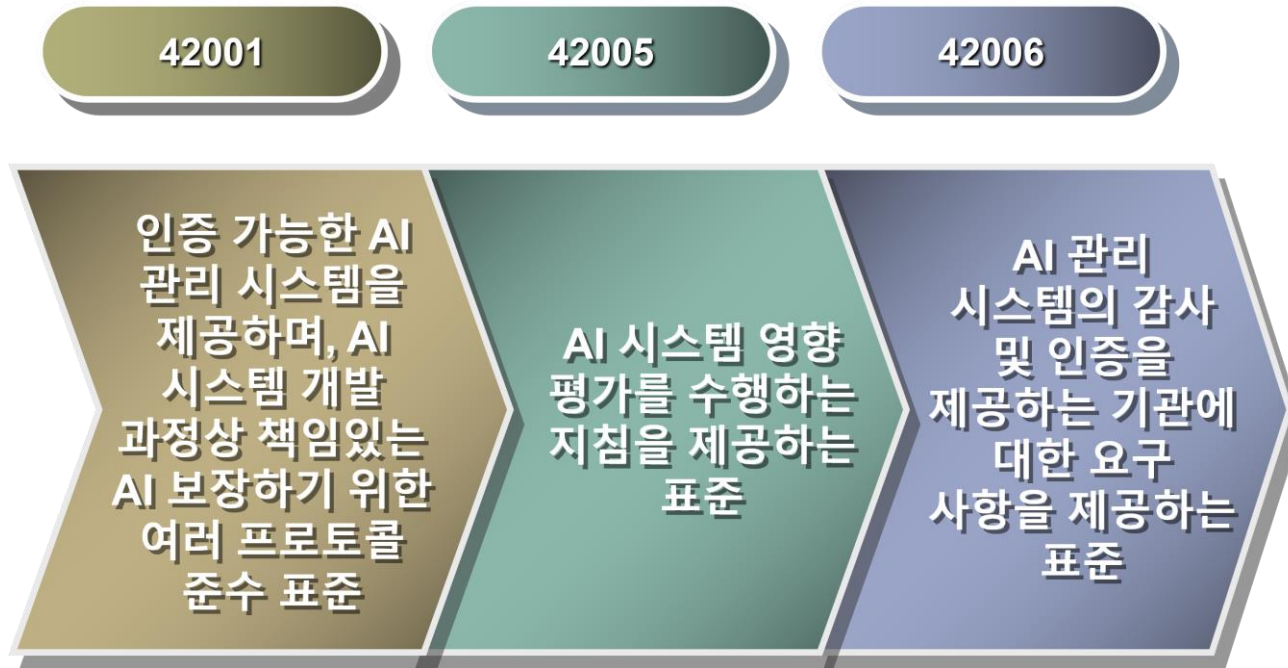 42001
42005
42006
인증 가능한 AI
관리 시스템을
제공하며, AI
시스템 개발
과정상 책임있는
AI 보장하기 위한
여러 프로토콜
준수 표준
AI 시스템 영향
평가를 수행하는
지침을 제공하는
표준
AI 관리
시스템의 감사
및 인증을
제공하는 기관에
대한 요구
사항을 제공하는
표준